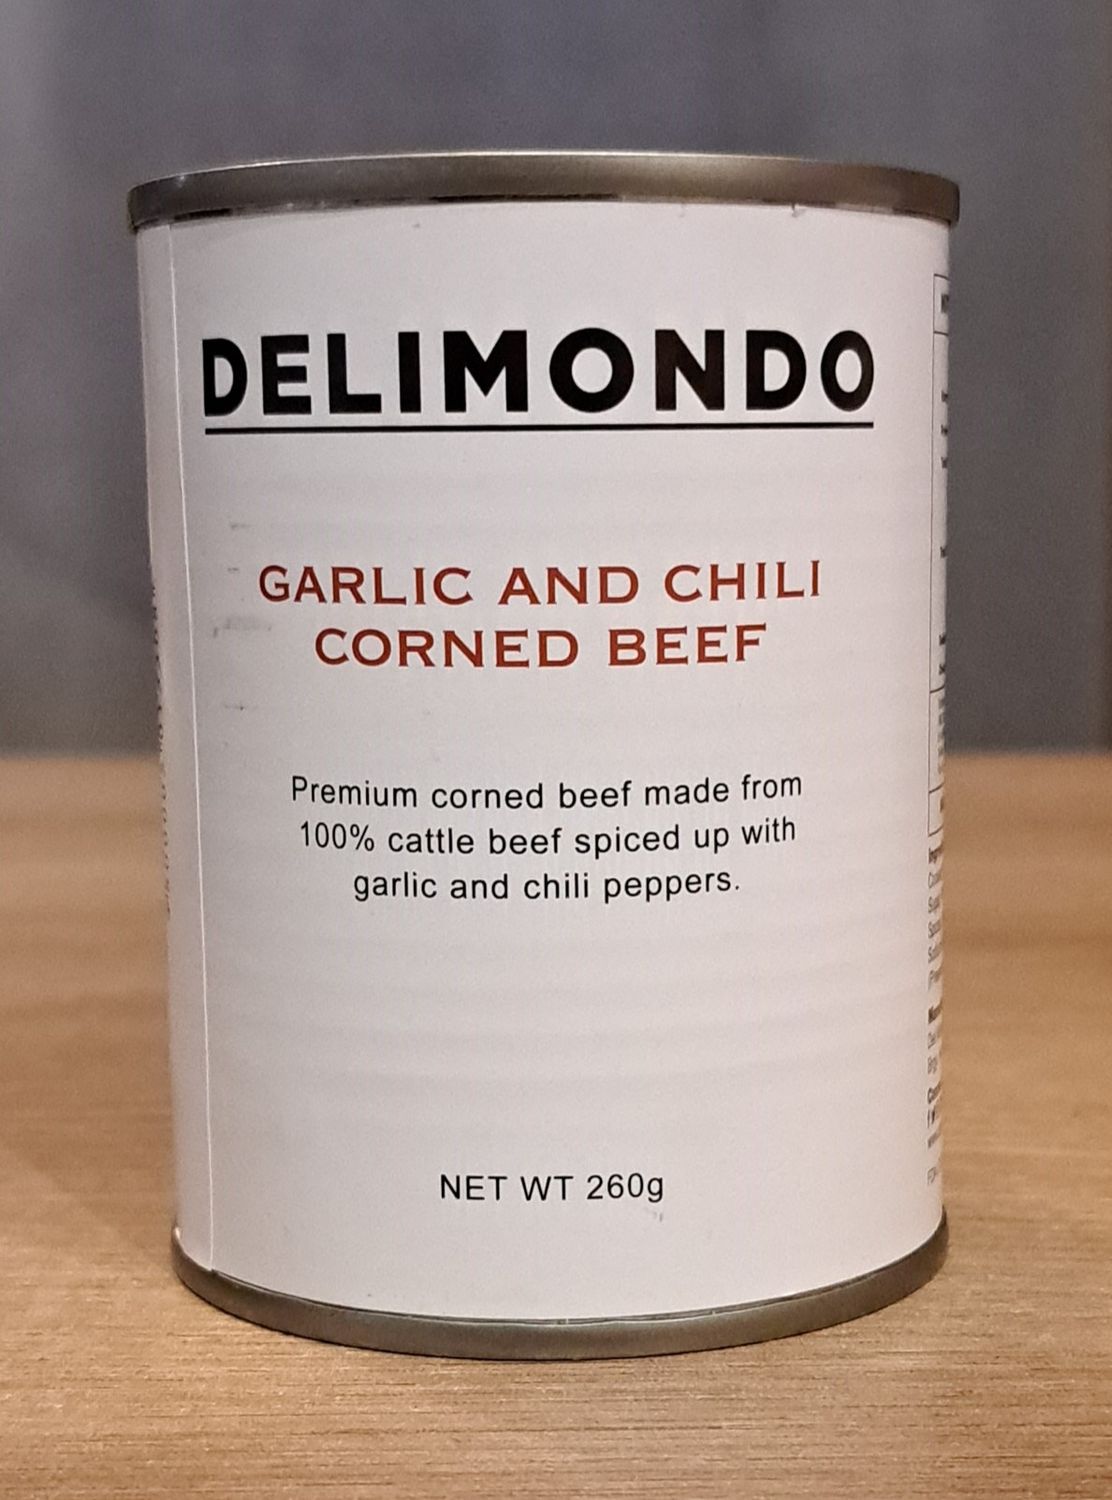 DELIMONDO
GARLIC AND CHILI
CORNED BEEF
Premium corned beef made from
100% cattle beef spiced up with
garlic and chili peppers.
NET WT 260g